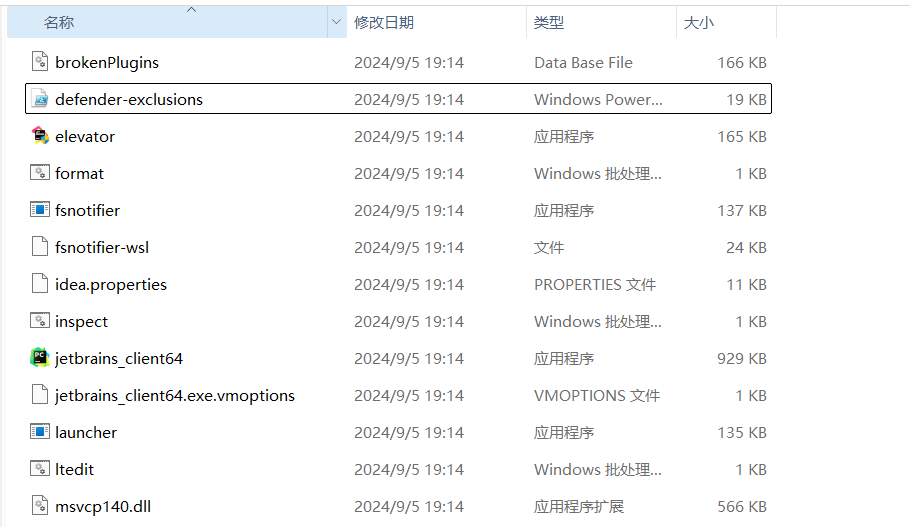 名称 修改日期 类型 大小
brokenPlugins 2024/9/5 19:14 Data Base File 166 KB
defender-exclusions 2024/9/5 19:14 Windows Power... 19 KB
elevator 2024/9/5 19:14 应用程序 165 KB
format 2024/9/5 19:14 Windows 批处理... 1 KB
fsnotifier 2024/9/5 19:14 应用程序 137 KB
fsnotifier-wsl 2024/9/5 19:14 文件 24 KB
idea.properties 2024/9/5 19:14 PROPERTIES 文件 11 KB
inspect 2024/9/5 19:14 Windows 批处理... 1 KB
jetbrains_client64 2024/9/5 19:14 应用程序 929 KB
jetbrains_client64.exe.vmoptions 2024/9/5 19:14 VMOPTIONS 文件 1 KB
launcher 2024/9/5 19:14 应用程序 135 KB
ltedit 2024/9/5 19:14 Windows 批处理... 1 KB
msvcp140.dll 2024/9/5 19:14 应用程序扩展 566 KB